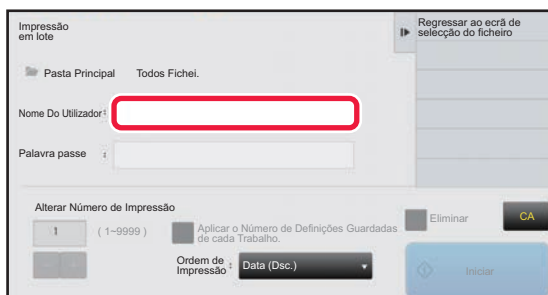 Impressão
em lote
Regressar ao ecrã de
selecção do ficheiro
Pasta Principal Todos Fichei.
Nome Do Utilizador :
Palavra passe :
Alterar Número de Impressão
1 (1~9999)
Aplicar o Número de Definições Guardadas
de cada Trabalho.
Eliminar
CA
Ordem de
Impressão : Data (Dsc.)
Iniciar